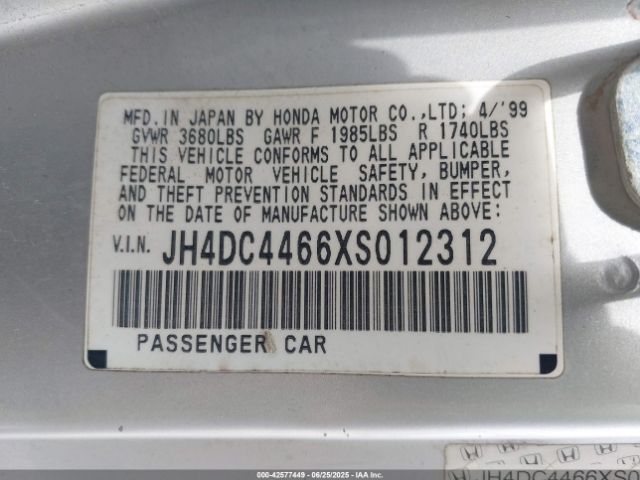 MFD. IN JAPAN BY HONDA MOTOR CO.,LTD; 4/'99
GVWR 3680LBS GAWR F 1985LBS R 1740LBS
THIS VEHICLE CONFORMS TO ALL APPLICABLE
FEDERAL MOTOR VEHICLE SAFETY, BUMPER,
AND THEFT PREVENTION STANDARDS IN EFFECT
ON THE DATE OF MANUFACTURE SHOWN ABOVE:
V.I.N. JH4DC4466XS012312
PASSENGER CAR
JH4DC4466XS0
© 000-42577449 - 06/25/2025 - IAA Inc.